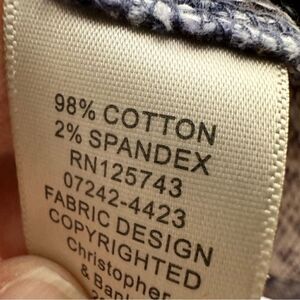 98% COTTON
2% SPANDEX
RN125743
07242-4423
FABRIC DESIGN
COPYRIGHTED
Christopher
&